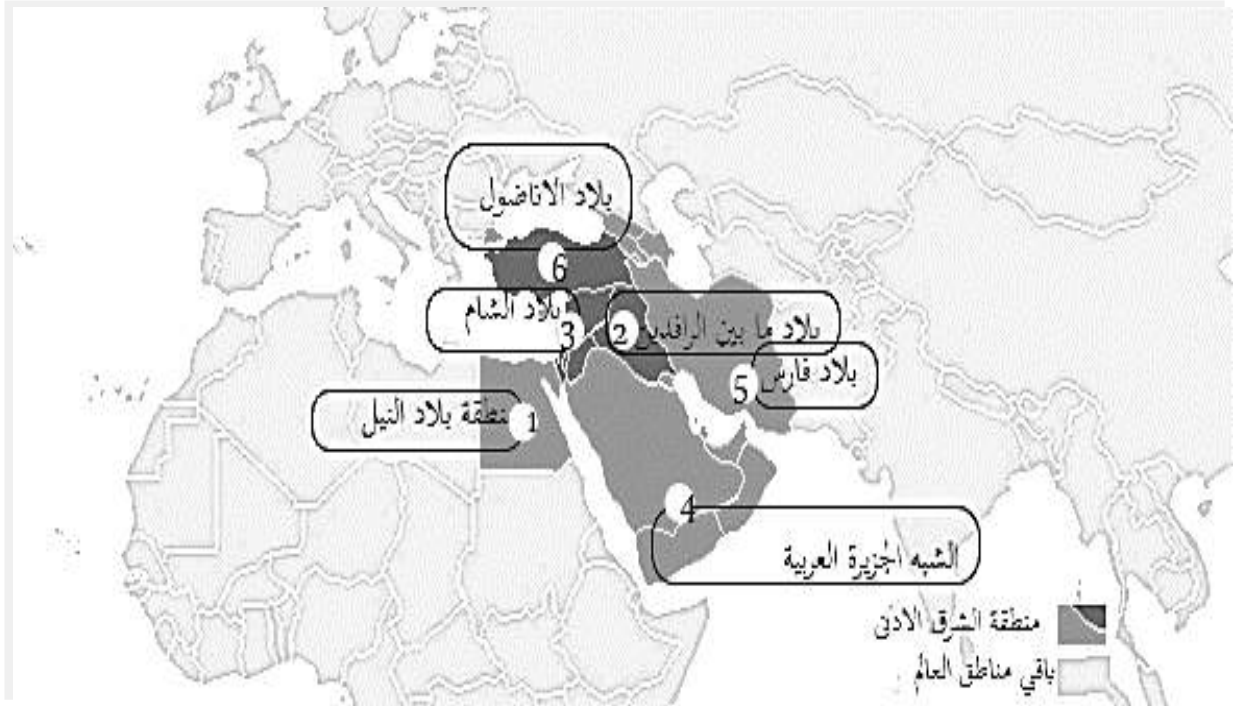 بلاد الاناضول
6
بلاد الشام
3
2
بلاد ما بين الرافدين
5
بلاد فارس
منطقة بلاد النيل
1
4
الشبه الجزيرة العربية
منطقة الشرق الادنى
باقي مناطق العالم